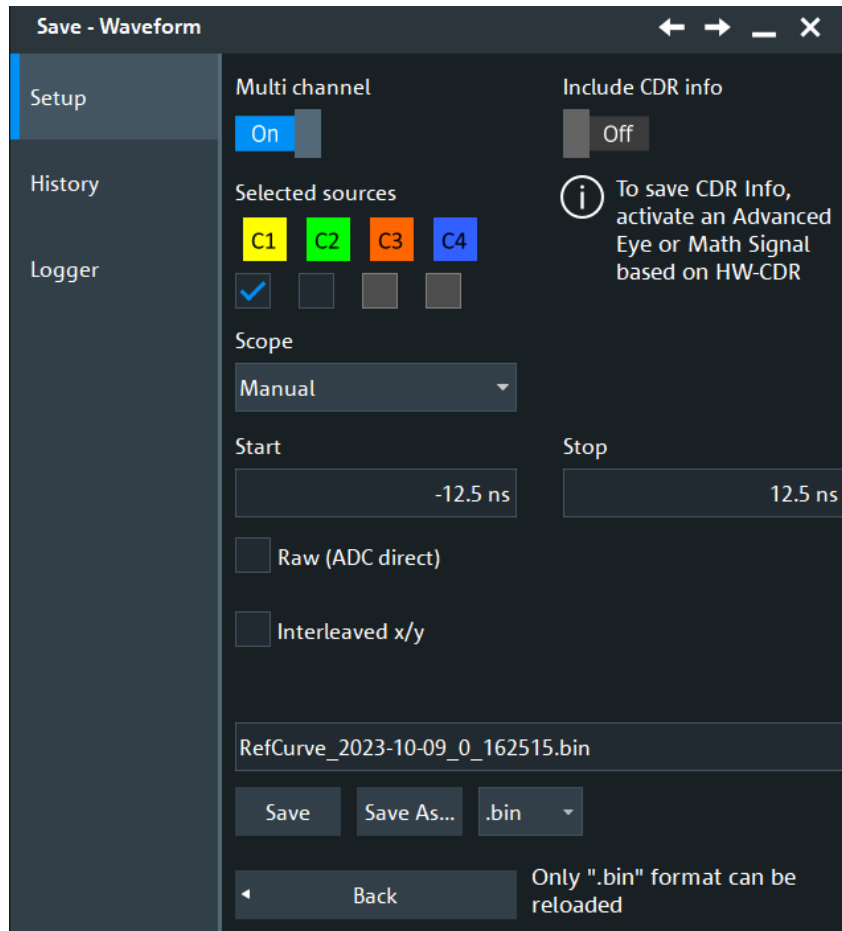 Save - Waveform
Setup
History
Logger
Multi channel
On
Include CDR info
Off
Selected sources
C1 C2 C3 C4
To save CDR Info,
activate an Advanced
Eye or Math Signal
based on HW-CDR
Scope
Manual
Start
-12.5 ns
Stop
12.5 ns
Raw (ADC direct)
Interleaved x/y
RefCurve_2023-10-09_0_162515.bin
Save
Save As...
.bin
Back
Only ".bin" format can be
reloaded